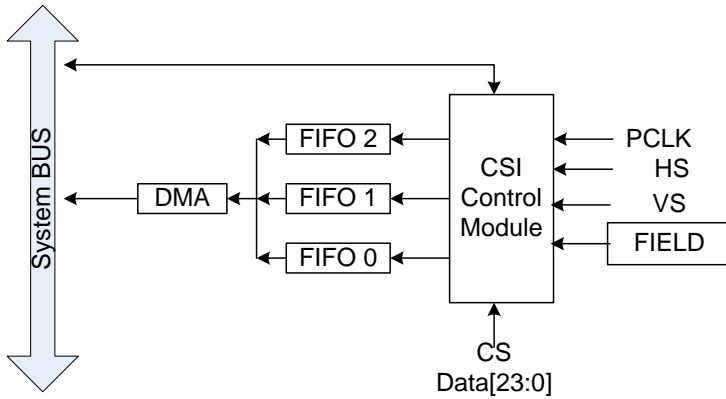 System BUS
DMA
FIFO 2
FIFO 1
FIFO 0
CSI
Control
Module
PCLK
HS
VS
FIELD
CS
Data[23:0]